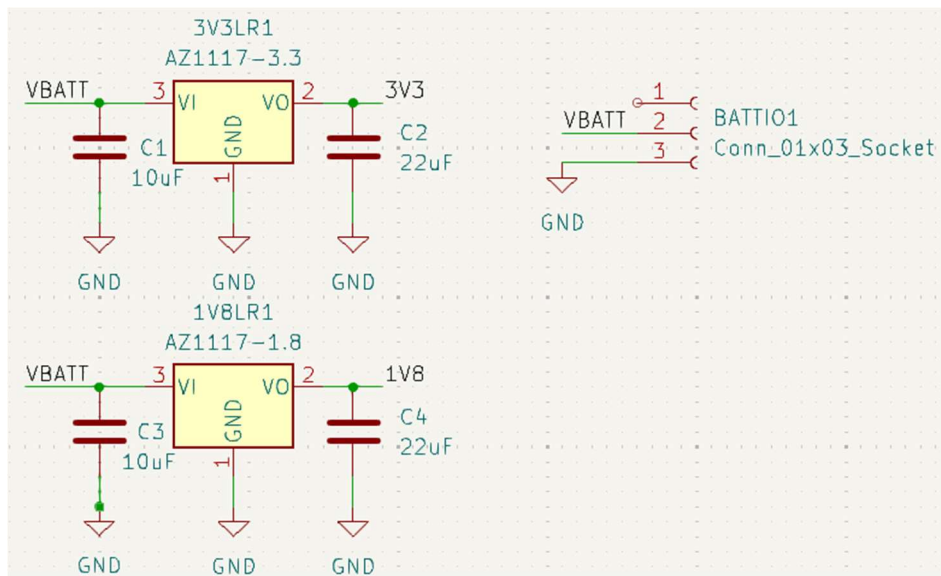 3V3LR1
AZ1117-3.3
VBATT 3 VI VO 2 3V3
GND
C1
10uF
1
C2
22uF
GND GND GND
1
VBATT 2 BATTIO1
3 Conn_01x03_Socket
GND
1V8LR1
AZ1117-1.8
VBATT 3 VI VO 2 1V8
GND
C3
10uF
1
C4
22uF
GND GND GND